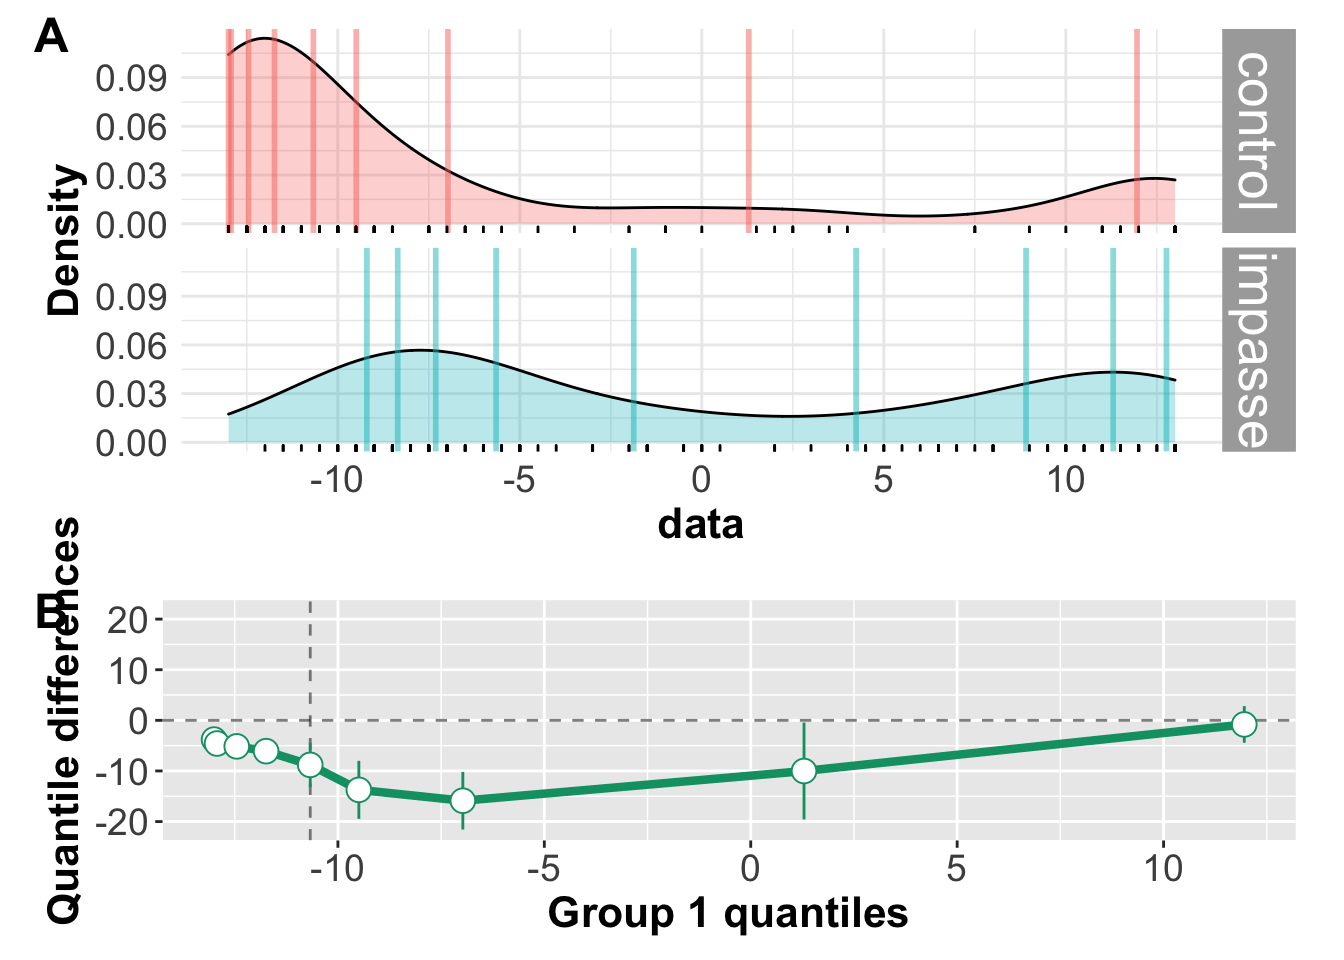 A
Density
0.09
0.06
0.03
0.00
control
0.09
0.06
0.03
0.00
impasse
-10 -5 0 5 10
data
B
Quantile differences
20
10
0
-10
-20
-10 -5 0 5 10
Group 1 quantiles